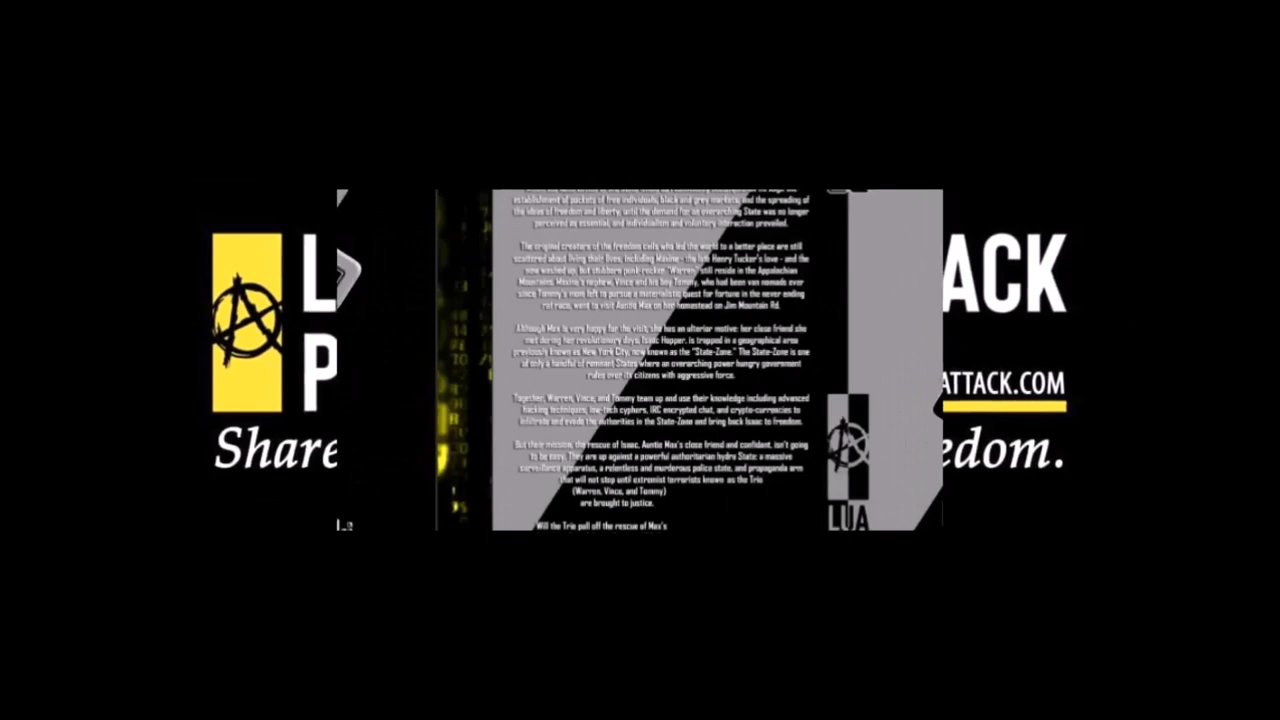 establishment of pockets of free individuals, black and grey markets, and the spreading of
the ideas of freedom and liberty, until the demand for an overarching State was no longer
perceived as essential, and individualism and voluntary interaction prevailed.
The original creators of the freedom cells who led the world to a better place are still
scattered about living their lives, including Maxine - the late Henry Tucker's love - and the
now washed up, but stubborn punk-rocker "Warren" still reside in the Appalachian
Mountains. Maxine's nephew, Vince and his boy Tommy, who had been van nomads ever
since Tommy's mom left to pursue a materialistic quest for fortune in the never ending
rat race, went to visit Auntie Max on her homestead on Jim Mountain Rd.
Although Max is very happy for the visit, she has an ulterior motive: her close friend she
met during her revolutionary days, Isaac Hopper, is trapped in a geographical area
previously known as New York City, now known as the "State-Zone." The State-Zone is one
of only a handful of remnant States where an overarching power hungry government
rules over its citizens with aggressive force.
Together, Warren, Vince, and Tommy team up and use their knowledge including advanced
hacking techniques, low-tech cyphers, IRC encrypted chat, and crypto-currencies to
infiltrate and evade the authorities in the State-Zone and bring back Isaac to freedom.
But their mission, the rescue of Isaac, Auntie Max's close friend and confidant, isn't going
to be easy. They are up against a powerful authoritarian hydra State: a massive
surveillance apparatus, a relentless and murderous police state, and propaganda arm
that will not stop until extremist terrorists known as the Trio
(Warren, Vince, and Tommy)
are brought to justice.
Will the Trio pull off the rescue of Max's
LUA
L
P
Share
ACK
ATTACK.COM
edom.